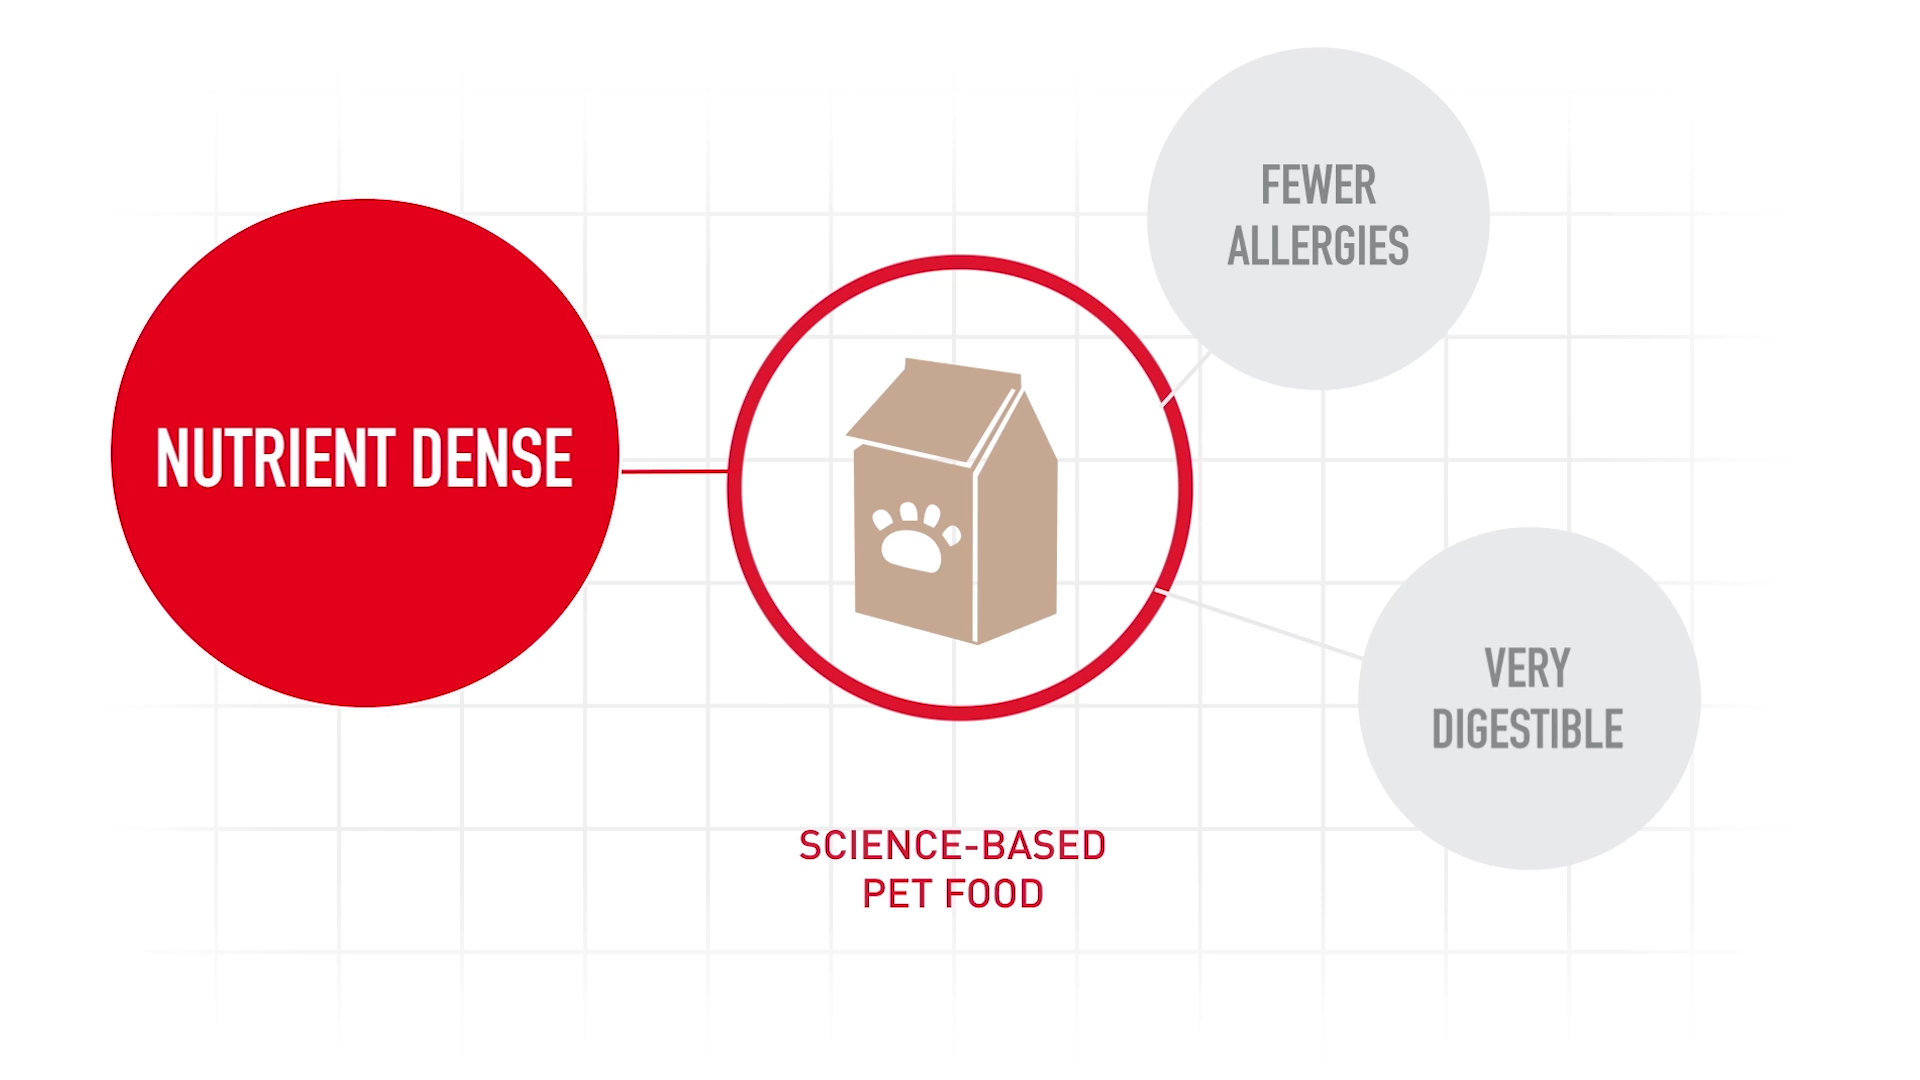 NUTRIENT DENSE
FEWER
ALLERGIES
VERY
DIGESTIBLE
SCIENCE-BASED
PET FOOD